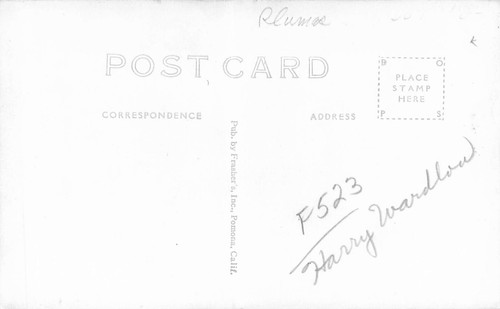 Plumas
POST CARD
B O
PLACE
STAMP
HERE
P S
CORRESPONDENCE
ADDRESS
Pub. by Frasher's, Inc., Pomona, Calif.
F523
Harry Wardlow